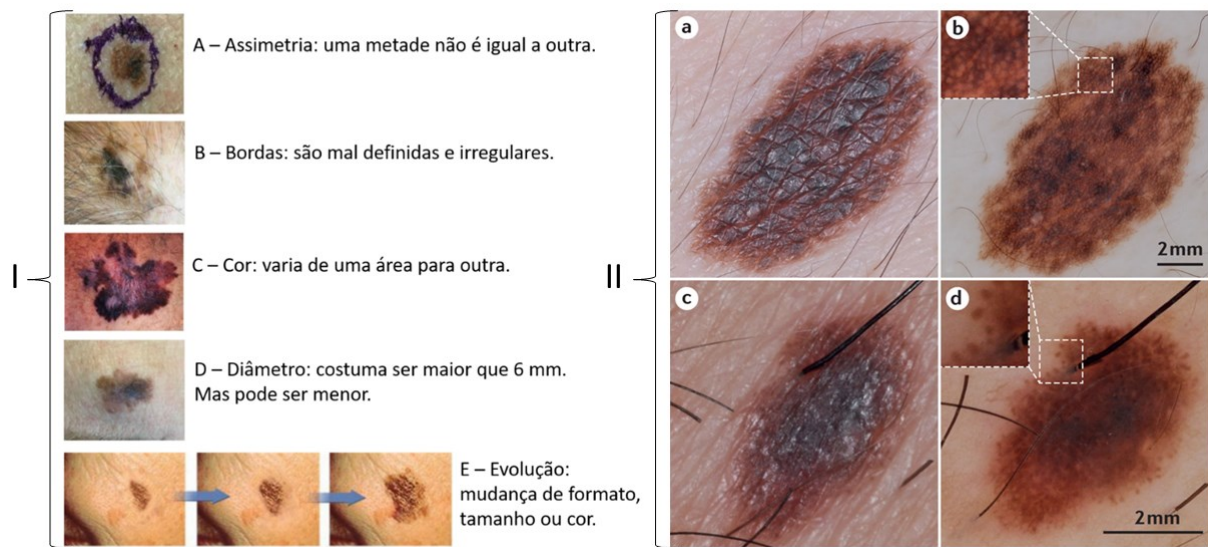 I
A – Assimetria: uma metade não é igual a outra.
B – Bordas: são mal definidas e irregulares.
C – Cor: varia de uma área para outra.
D – Diâmetro: costuma ser maior que 6 mm.
Mas pode ser menor.
E – Evolução:
mudança de formato,
tamanho ou cor.
II
a
b
2mm
c
d
2mm